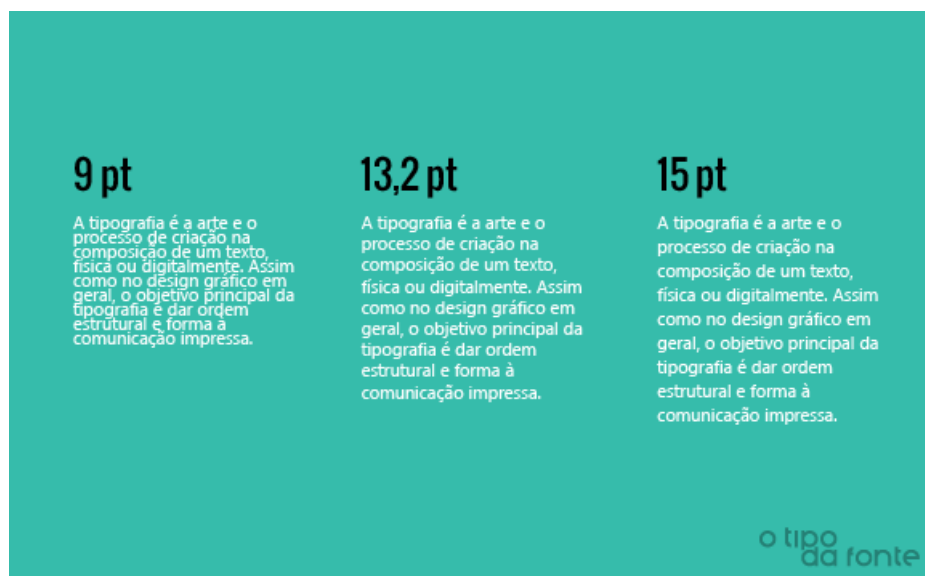 9 pt
A tipografia é a arte e o
processo de criação na
composição de um texto,
física ou digitalmente. Assim
como no design gráfico em
geral, o objetivo principal da
tipografia é dar ordem
estrutural e forma à
comunicação impressa.
13,2 pt
A tipografia é a arte e o
processo de criação na
composição de um texto,
física ou digitalmente. Assim
como no design gráfico em
geral, o objetivo principal da
tipografia é dar ordem
estrutural e forma à
comunicação impressa.
15 pt
A tipografia é a arte e o
processo de criação na
composição de um texto,
física ou digitalmente. Assim
como no design gráfico em
geral, o objetivo principal da
tipografia é dar ordem
estrutural e forma à
comunicação impressa.
o tipo
da fonte